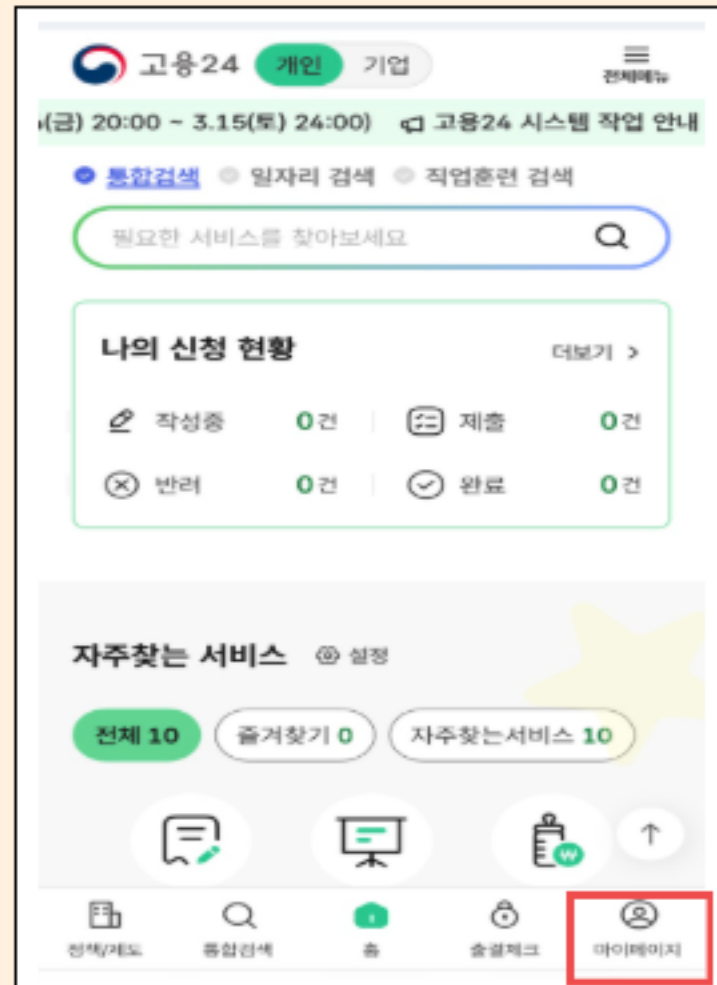 고용24 개인 기업 전체메뉴
(금) 20:00 ~ 3.15(토) 24:00) 고용24 시스템 작업 안내
통합검색 일자리 검색 직업훈련 검색
필요한 서비스를 찾아보세요
나의 신청 현황 더보기 >
작성중 0건 제출 0건
반려 0건 완료 0건
자주찾는 서비스 설정
전체 10 즐겨찾기 0 자주찾는서비스 10
정책/제도 통합검색 홈 출결체크 마이페이지